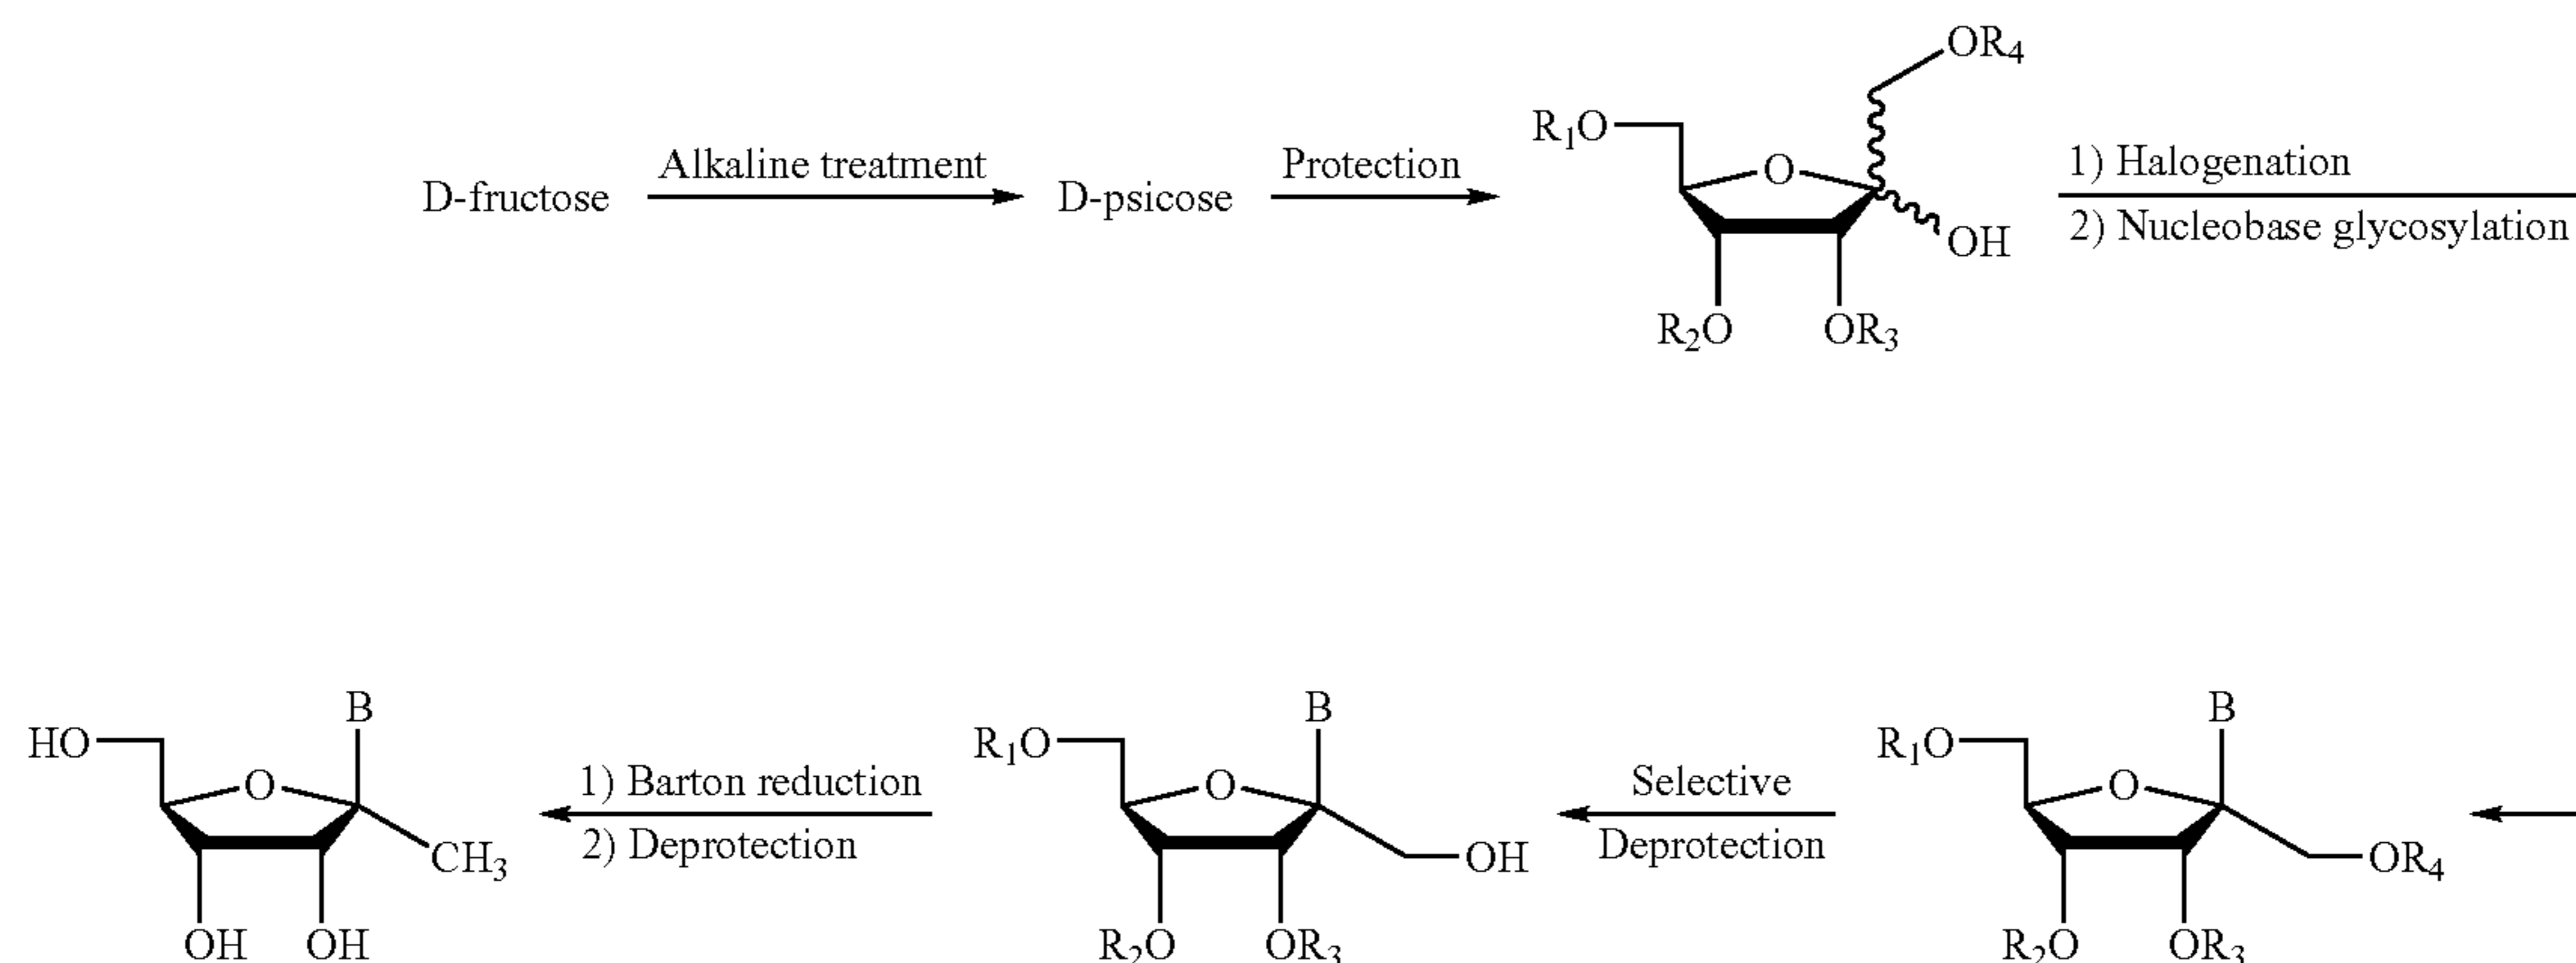 OR4
R1O
O
D-fructose
Alkaline treatment
D-psicose
Protection
1) Halogenation
2) Nucleobase glycosylation
OH
R2O
OR3
B
HO
O
1) Barton reduction
2) Deprotection
CH3
OH
OH
B
R1O
O
Selective
Deprotection
OH
R2O
OR3
B
R1O
O
OR4
R2O
OR3